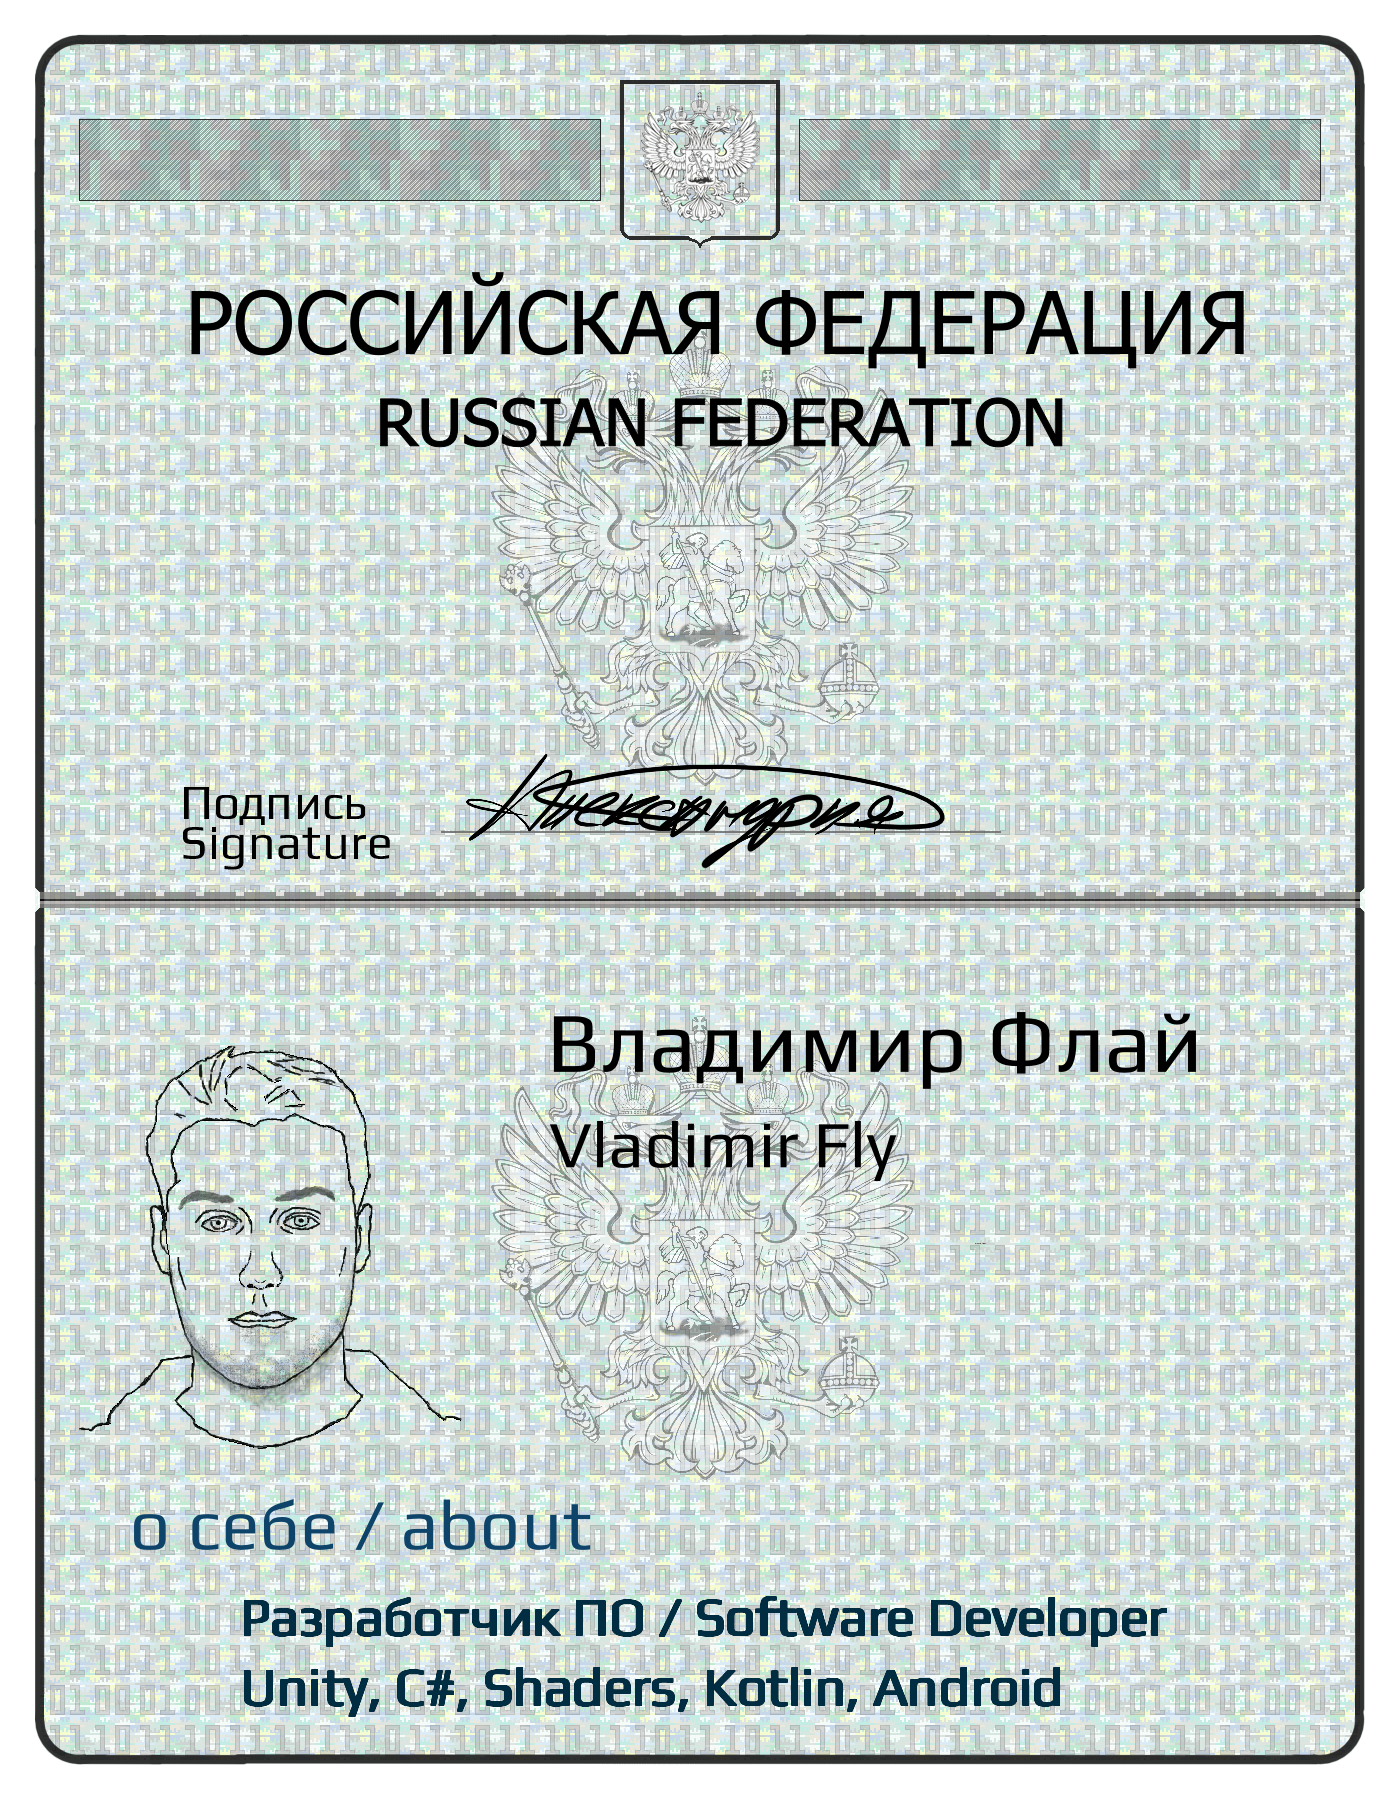 РОССИЙСКАЯ ФЕДЕРАЦИЯ
RUSSIAN FEDERATION
Подпись
Signature
Владимир Флай
Vladimir Fly
о себе / about
Разработчик ПО / Software Developer
Unity, C#, Shaders, Kotlin, Android